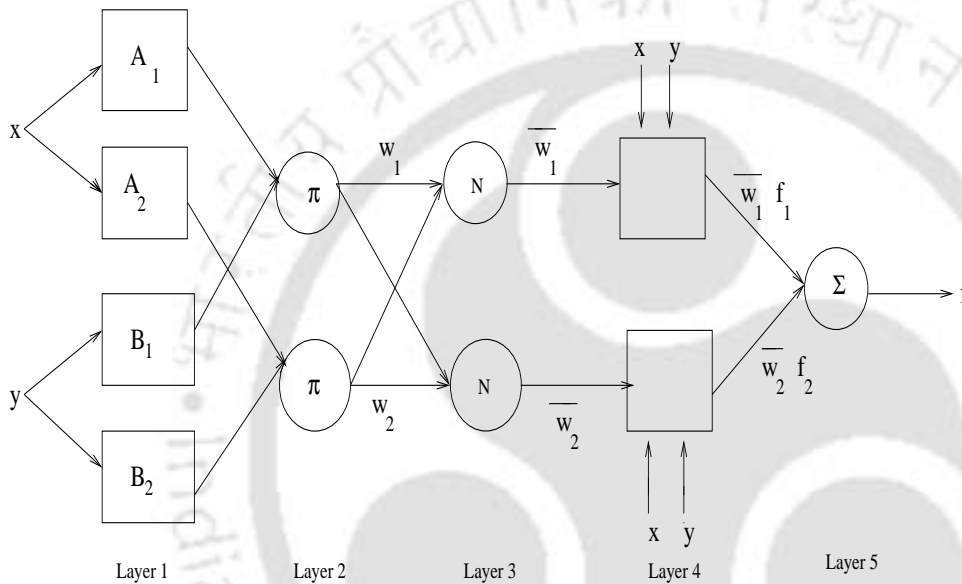 x y
A1
A2
B1
B2
x
y
π
π
w1
w2
N
N
w̅1
w̅2
x y
w̅1 f1
w̅2 f2
Σ
Layer 1 Layer 2 Layer 3 Layer 4 Layer 5